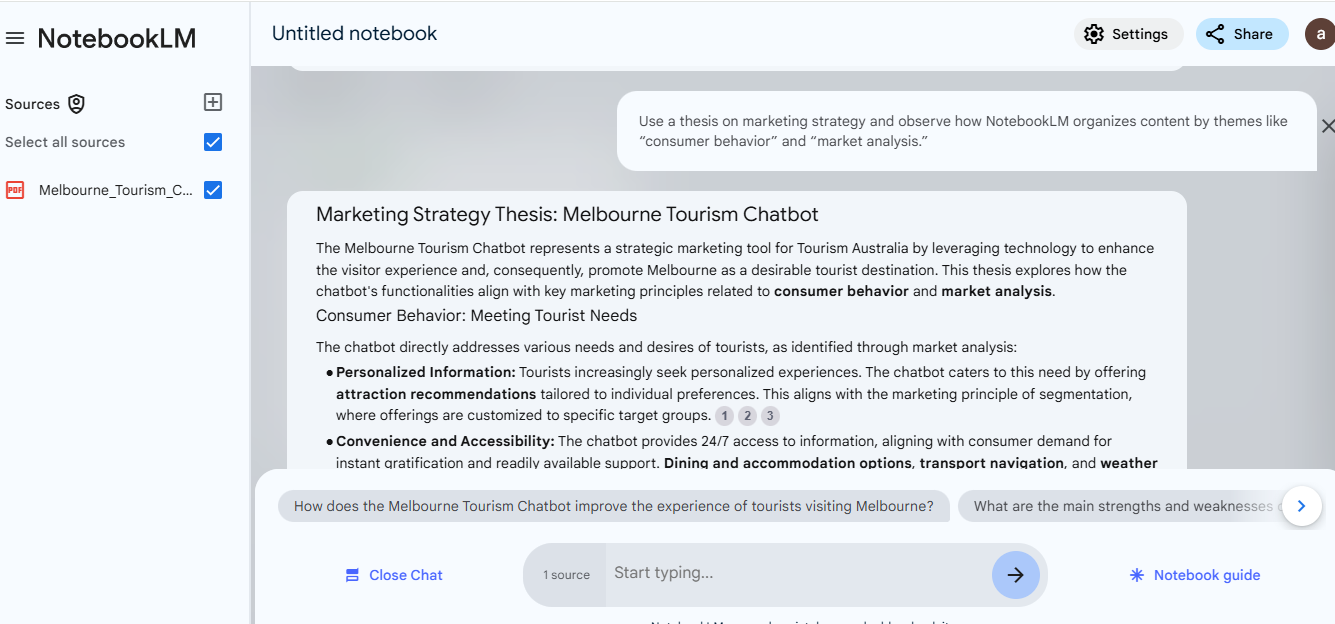 NotebookLM
Untitled notebook
Settings
Share
a
Sources
Select all sources
PDF
Melbourne_Tourism_C...
Use a thesis on marketing strategy and observe how NotebookLM organizes content by themes like
“consumer behavior” and “market analysis.”
Marketing Strategy Thesis: Melbourne Tourism Chatbot
The Melbourne Tourism Chatbot represents a strategic marketing tool for Tourism Australia by leveraging technology to enhance
the visitor experience and, consequently, promote Melbourne as a desirable tourist destination. This thesis explores how the
chatbot's functionalities align with key marketing principles related to consumer behavior and market analysis.
Consumer Behavior: Meeting Tourist Needs
The chatbot directly addresses various needs and desires of tourists, as identified through market analysis:
● Personalized Information: Tourists increasingly seek personalized experiences. The chatbot caters to this need by offering
attraction recommendations tailored to individual preferences. This aligns with the marketing principle of segmentation,
where offerings are customized to specific target groups. 1 2 3
● Convenience and Accessibility: The chatbot provides 24/7 access to information, aligning with consumer demand for
instant gratification and readily available support. Dining and accommodation options, transport navigation, and weather
How does the Melbourne Tourism Chatbot improve the experience of tourists visiting Melbourne?
What are the main strengths and weaknesses
Close Chat
1 source
Start typing...
Notebook guide